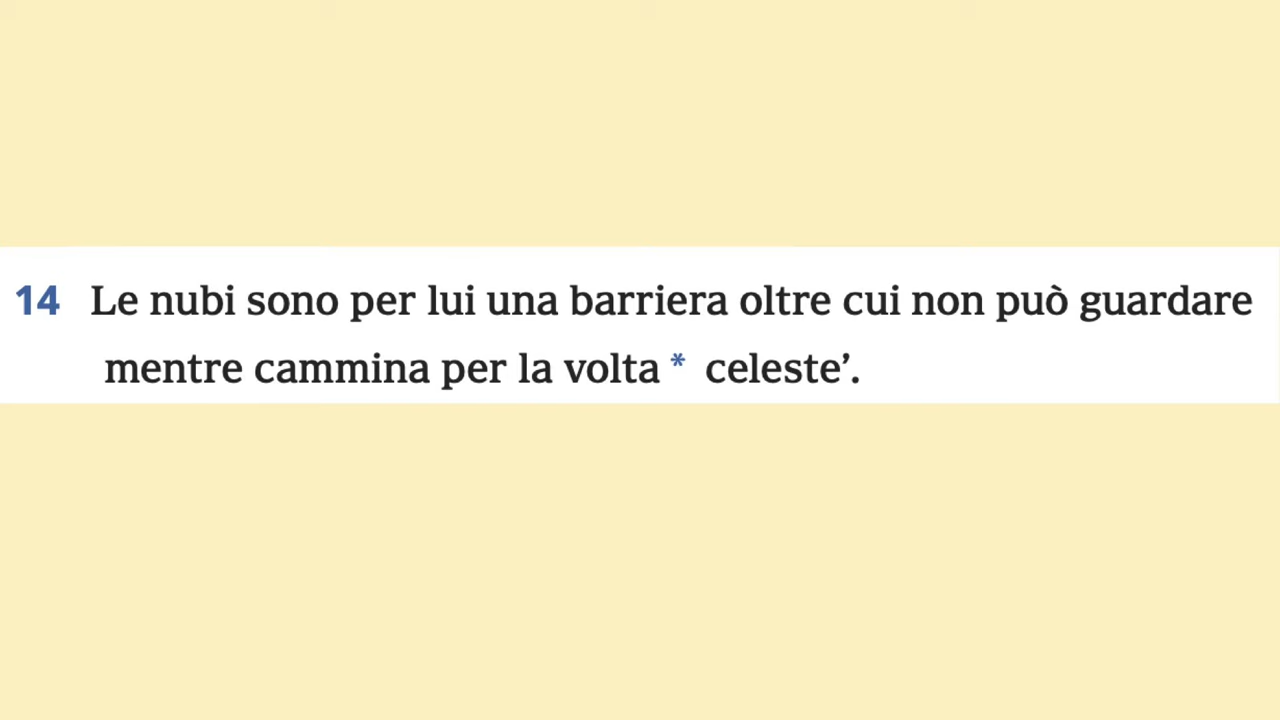 14 Le nubi sono per lui una barriera oltre cui non può guardare
mentre cammina per la volta * celeste’.